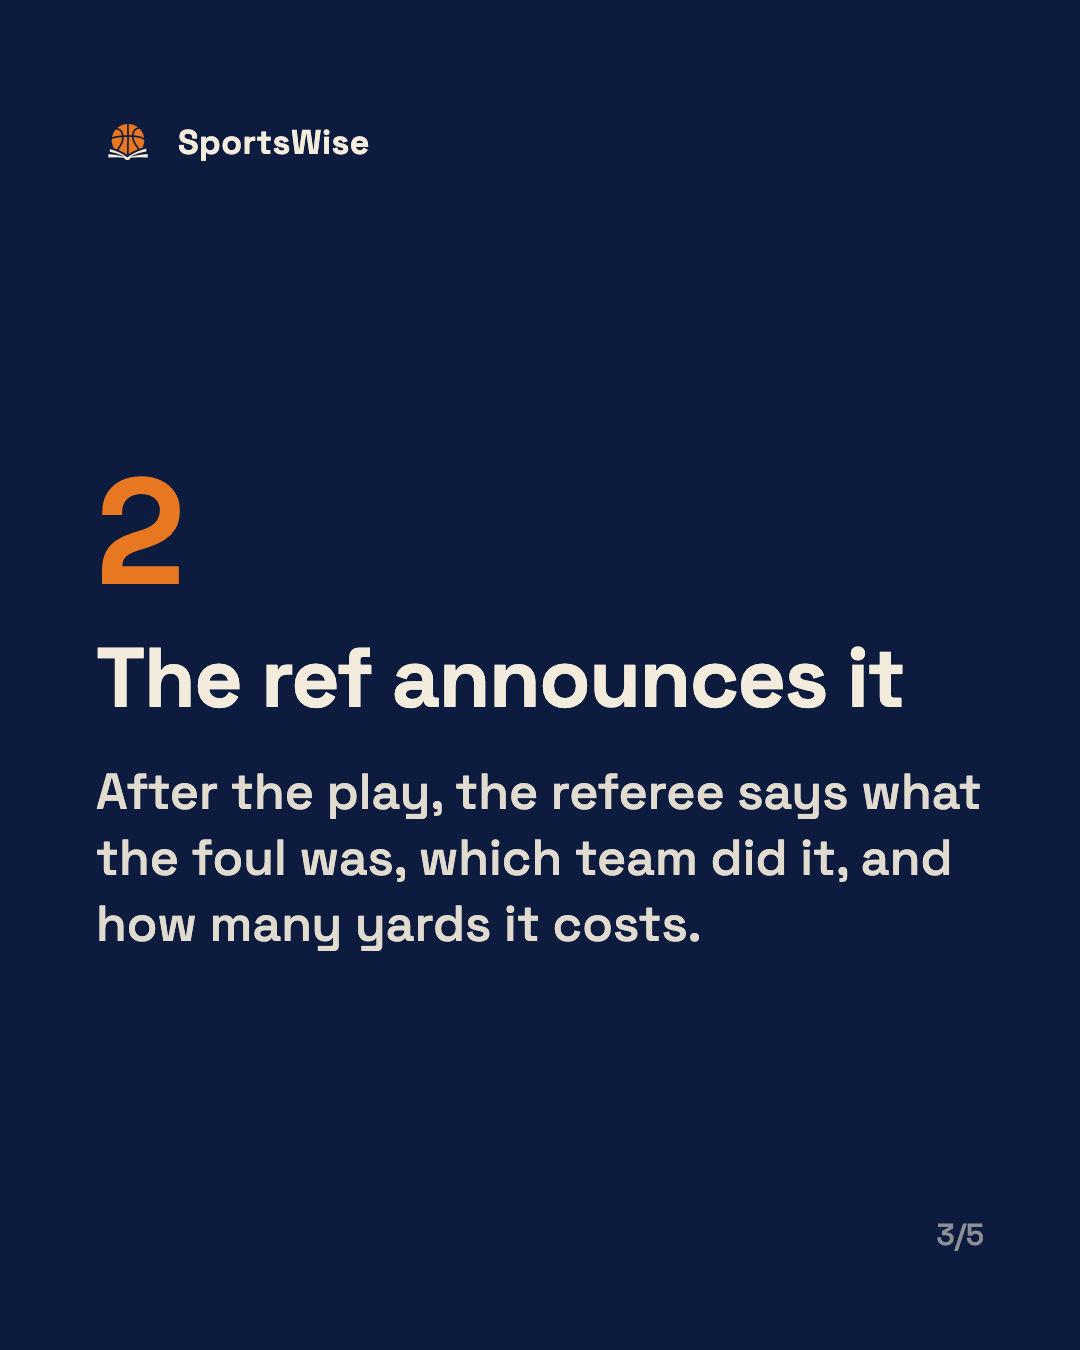 SportsWise
2
The ref announces it
After the play, the referee says what
the foul was, which team did it, and
how many yards it costs.
3/5